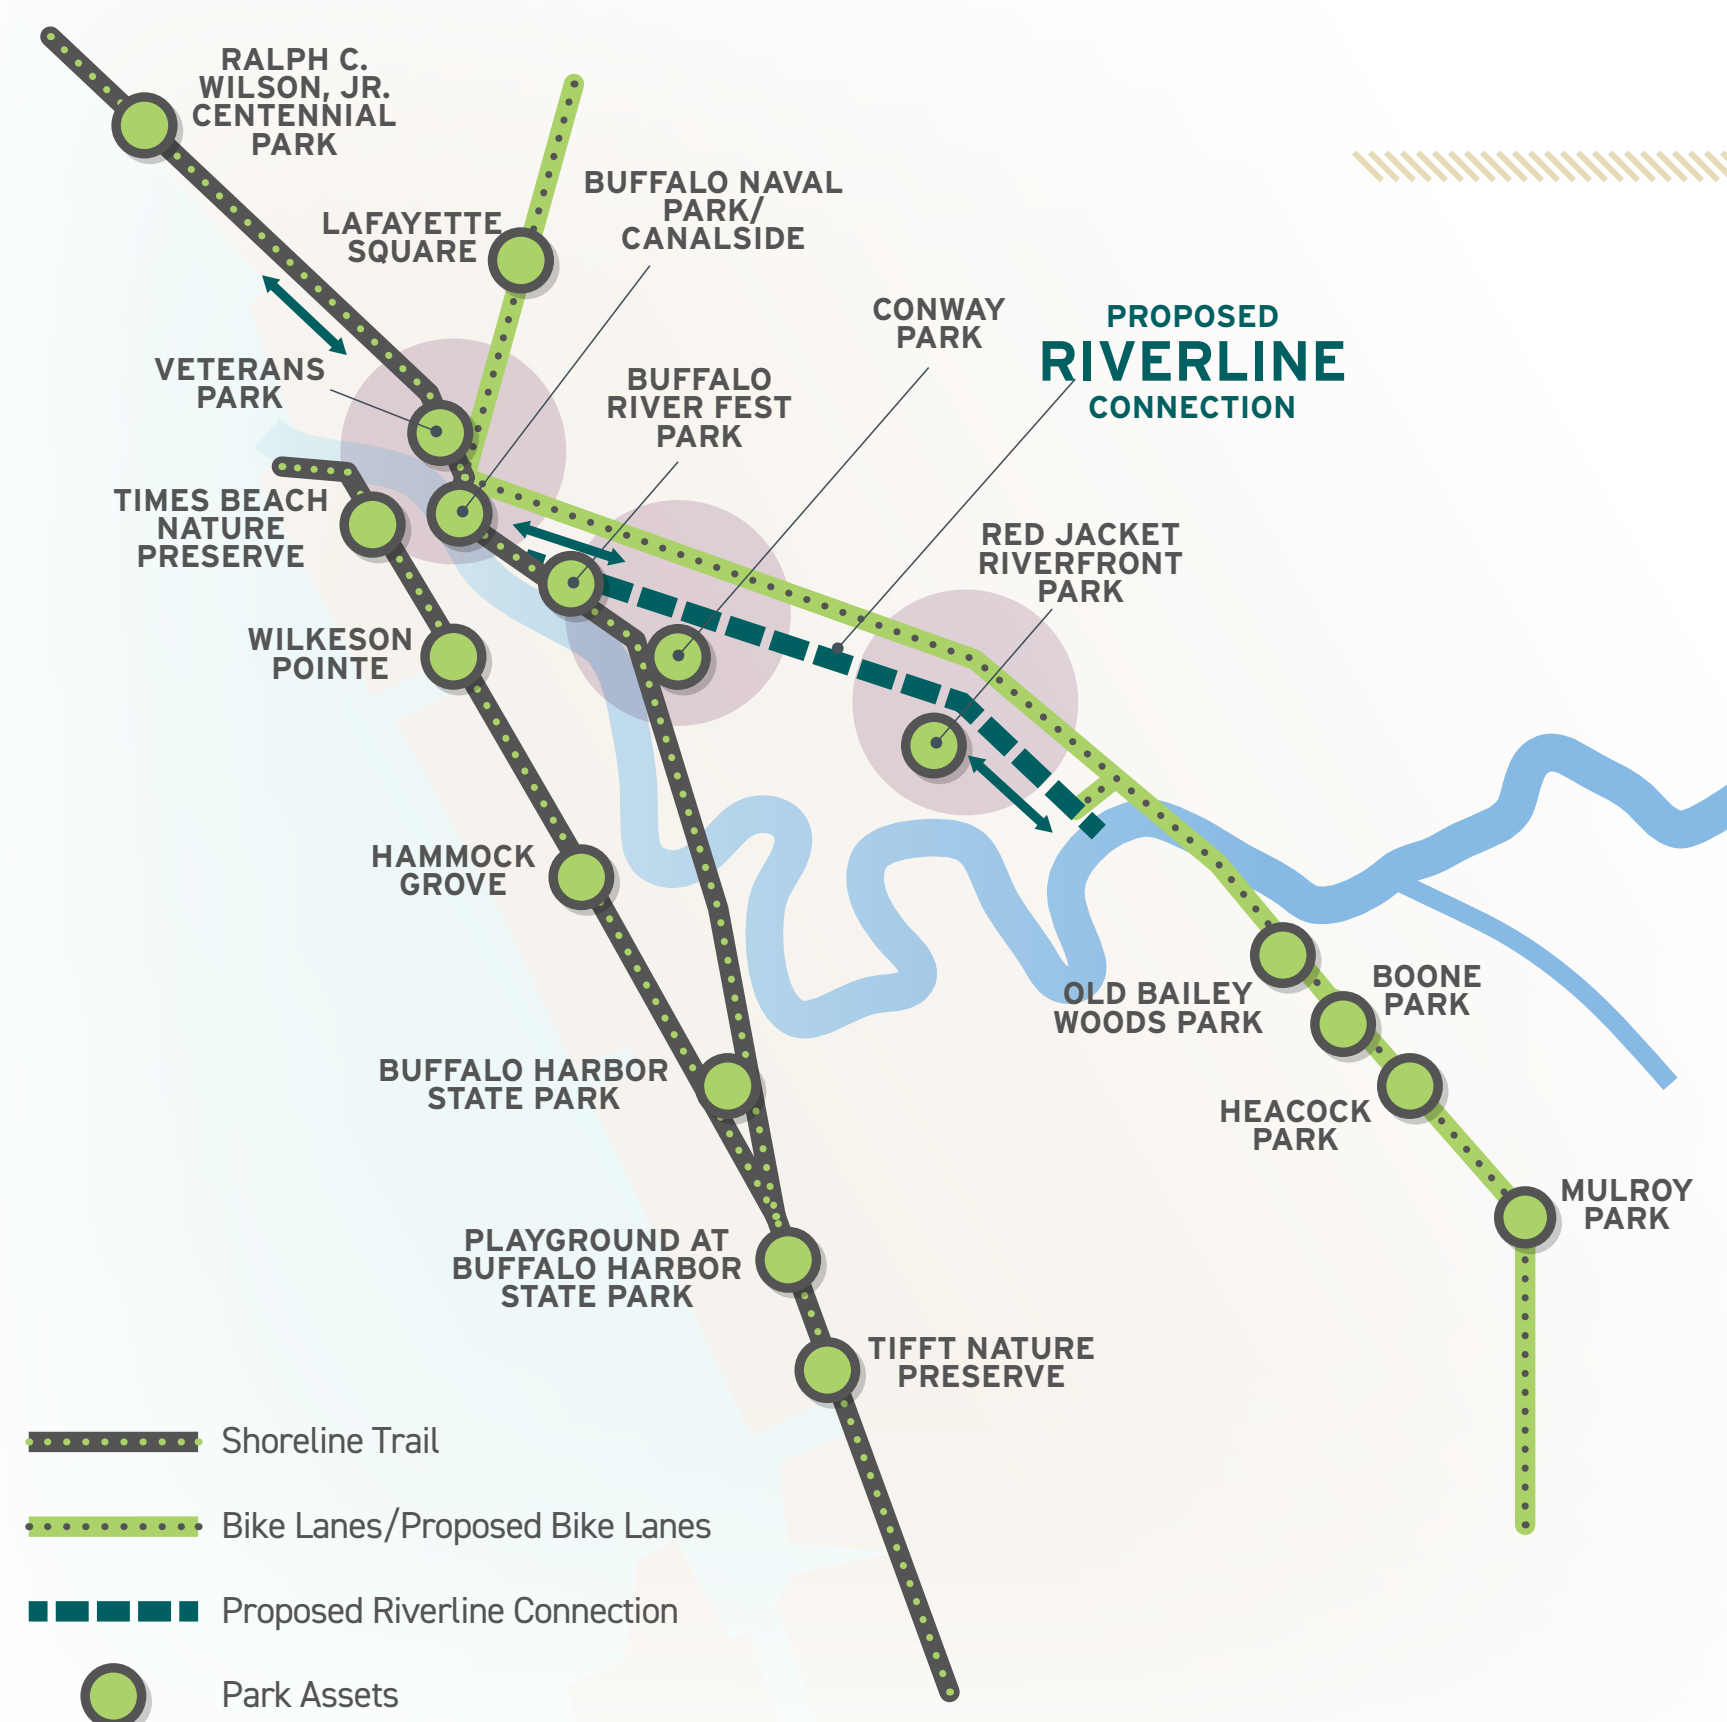 RALPH C.
WILSON, JR.
CENTENNIAL
PARK
LAFAYETTE
SQUARE
BUFFALO NAVAL
PARK/
CANALSIDE
CONWAY
PARK
PROPOSED
RIVERLINE
CONNECTION
VETERANS
PARK
BUFFALO
RIVER FEST
PARK
TIMES BEACH
NATURE
PRESERVE
RED JACKET
RIVERFRONT
PARK
WILKESON
POINTE
HAMMOCK
GROVE
OLD BAILEY
WOODS PARK
BOONE
PARK
BUFFALO HARBOR
STATE PARK
HEACOCK
PARK
MULROY
PARK
PLAYGROUND AT
BUFFALO HARBOR
STATE PARK
TIFFT NATURE
PRESERVE
Shoreline Trail
Bike Lanes/Proposed Bike Lanes
Proposed Riverline Connection
Park Assets